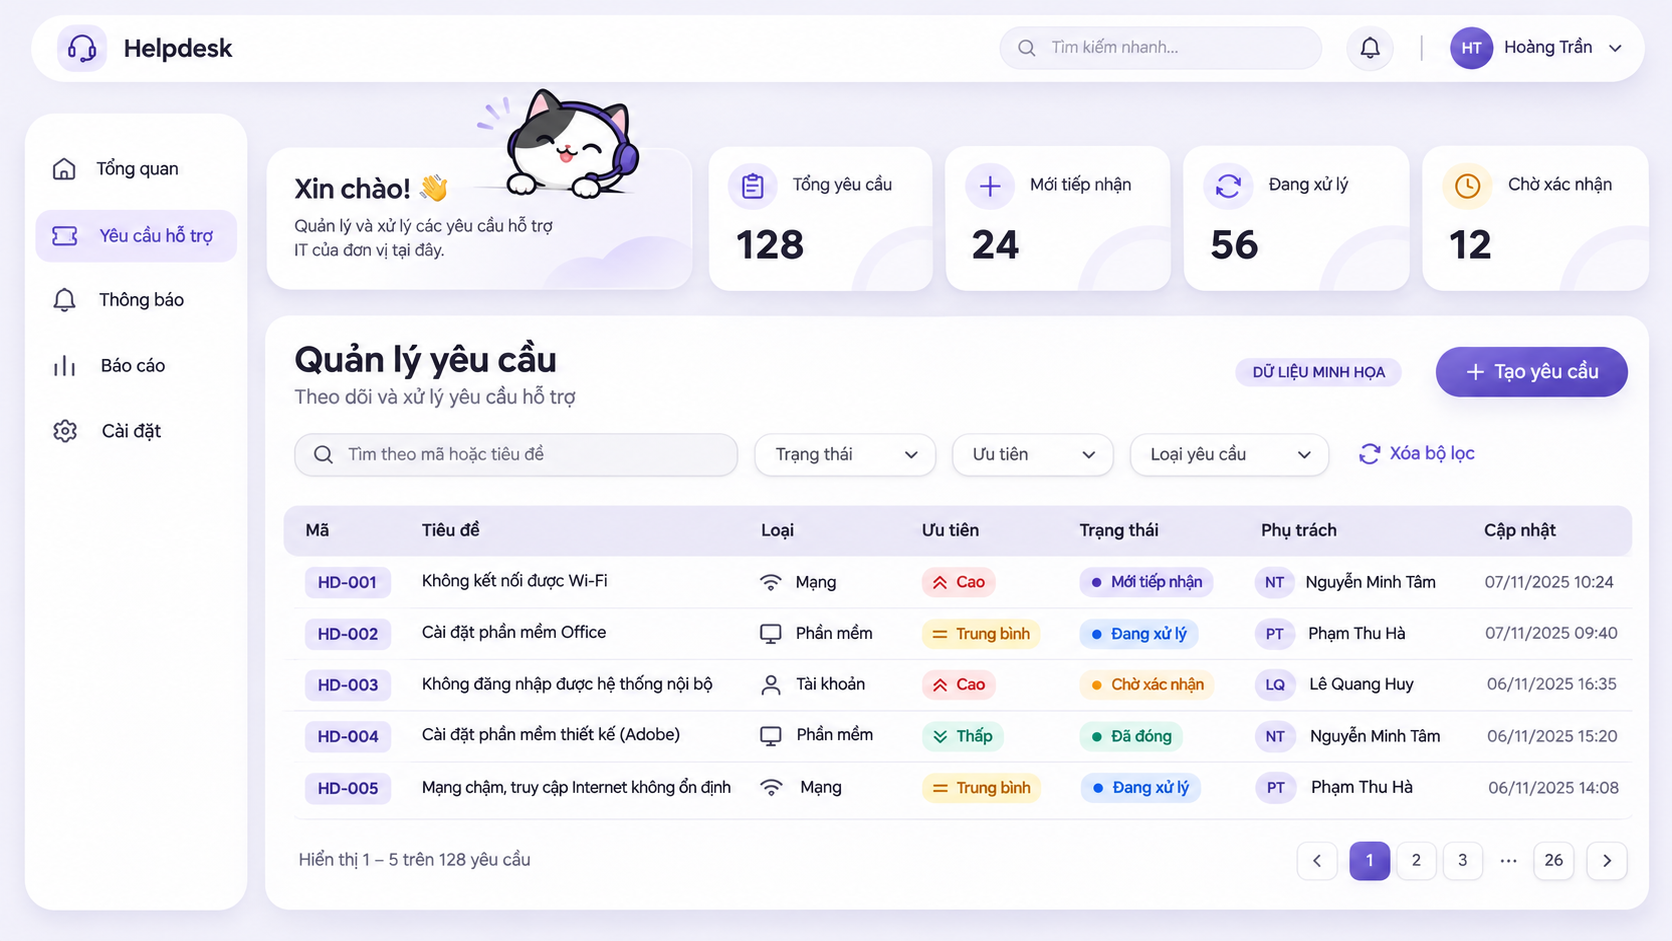 Helpdesk
Tìm kiếm nhanh...
HT
Hoàng Trần
Tổng quan
Yêu cầu hỗ trợ
Thông báo
Báo cáo
Cài đặt
Xin chào! 👋
Quản lý và xử lý các yêu cầu hỗ trợ
IT của đơn vị tại đây.
Tổng yêu cầu
128
Mới tiếp nhận
24
Đang xử lý
56
Chờ xác nhận
12
Quản lý yêu cầu
Theo dõi và xử lý yêu cầu hỗ trợ
DỮ LIỆU MINH HỌA
+ Tạo yêu cầu
Tìm theo mã hoặc tiêu đề
Trạng thái
Ưu tiên
Loại yêu cầu
Xóa bộ lọc
Mã Tiêu đề Loại Ưu tiên Trạng thái Phụ trách Cập nhật
HD-001 Không kết nối được Wi-Fi Mạng Cao Mới tiếp nhận NT Nguyễn Minh Tâm 07/11/2025 10:24
HD-002 Cài đặt phần mềm Office Phần mềm Trung bình Đang xử lý PT Phạm Thu Hà 07/11/2025 09:40
HD-003 Không đăng nhập được hệ thống nội bộ Tài khoản Cao Chờ xác nhận LQ Lê Quang Huy 06/11/2025 16:35
HD-004 Cài đặt phần mềm thiết kế (Adobe) Phần mềm Thấp Đã đóng NT Nguyễn Minh Tâm 06/11/2025 15:20
HD-005 Mạng chậm, truy cập Internet không ổn định Mạng Trung bình Đang xử lý PT Phạm Thu Hà 06/11/2025 14:08
Hiển thị 1 – 5 trên 128 yêu cầu
1 2 3 ... 26